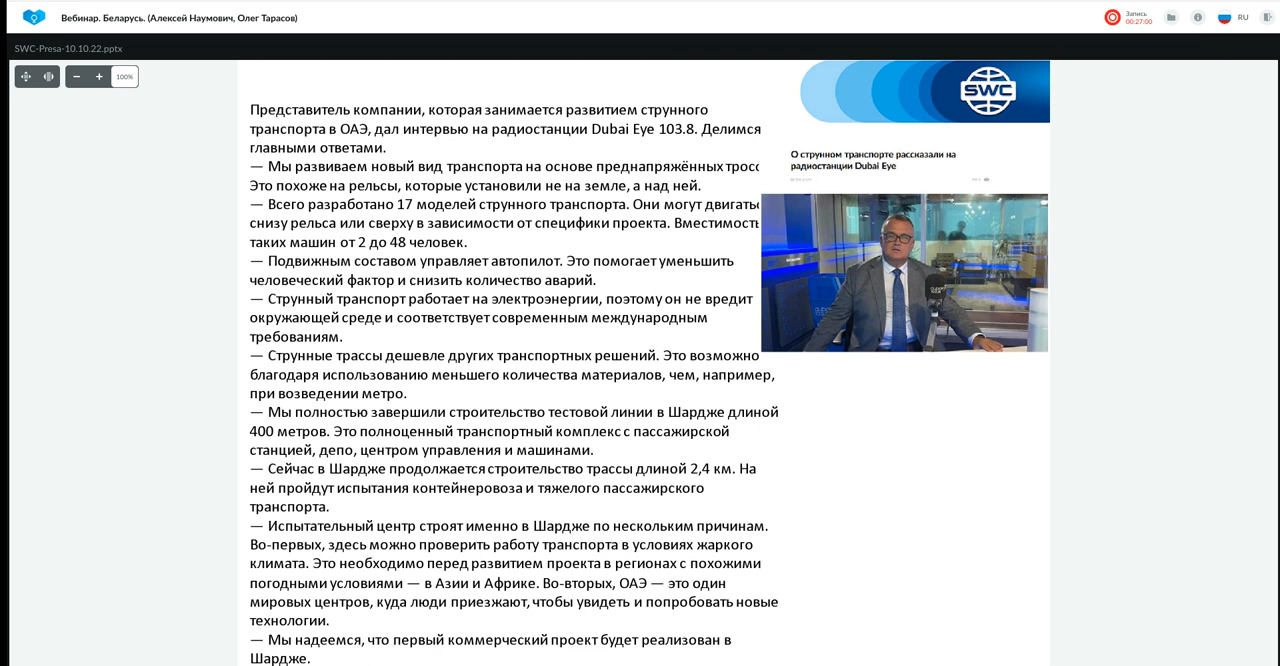 Вебинар. Беларусь. (Алексей Наумович, Олег Тарасов)
Запись
00:27:00
RU
SWC-Presa-10.10.22.pptx
100%
SWC
Представитель компании, которая занимается развитием струнного
транспорта в ОАЭ, дал интервью на радиостанции Dubai Eye 103.8. Делимся
главными ответами.
— Мы развиваем новый вид транспорта на основе преднапряжённых трос
Это похоже на рельсы, которые установили не на земле, а над ней.
— Всего разработано 17 моделей струнного транспорта. Они могут двигатьс
снизу рельса или сверху в зависимости от специфики проекта. Вместимость
таких машин от 2 до 48 человек.
— Подвижным составом управляет автопилот. Это помогает уменьшить
человеческий фактор и снизить количество аварий.
— Струнный транспорт работает на электроэнергии, поэтому он не вредит
окружающей среде и соответствует современным международным
требованиям.
— Струнные трассы дешевле других транспортных решений. Это возможно
благодаря использованию меньшего количества материалов, чем, например,
при возведении метро.
— Мы полностью завершили строительство тестовой линии в Шардже длиной
400 метров. Это полноценный транспортный комплекс с пассажирской
станцией, депо, центром управления и машинами.
— Сейчас в Шардже продолжается строительство трассы длиной 2,4 км. На
ней пройдут испытания контейнеровоза и тяжелого пассажирского
транспорта.
— Испытательный центр строят именно в Шардже по нескольким причинам.
Во-первых, здесь можно проверить работу транспорта в условиях жаркого
климата. Это необходимо перед развитием проекта в регионах с похожими
погодными условиями — в Азии и Африке. Во-вторых, ОАЭ — это один
мировых центров, куда люди приезжают, чтобы увидеть и попробовать новые
технологии.
— Мы надеемся, что первый коммерческий проект будет реализован в
Шардже.
О струнном транспорте рассказали на
радиостанции Dubai Eye